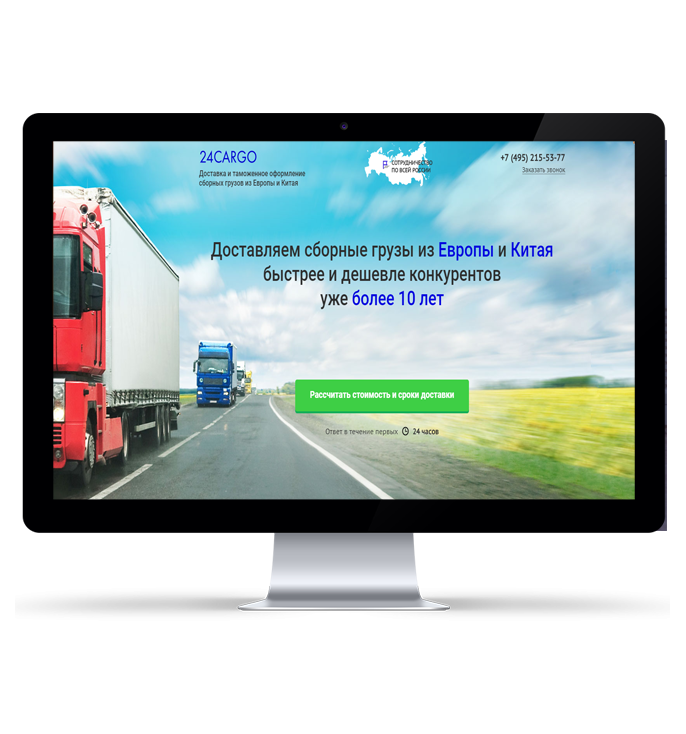 24CARGO
Доставка и таможенное оформление
сборных грузов из Европы и Китая
СОТРУДНИЧЕСТВО
ПО ВСЕЙ РОССИИ
+7 (495) 215-53-77
Заказать звонок
Доставляем сборные грузы из Европы и Китая
быстрее и дешевле конкурентов
уже более 10 лет
Рассчитать стоимость и сроки доставки
Ответ в течение первых 24 часов